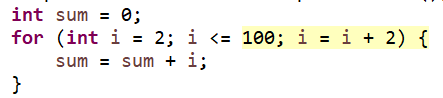 int sum = 0;
for (int i = 2; i <= 100; i = i + 2) {
    sum = sum + i;
}